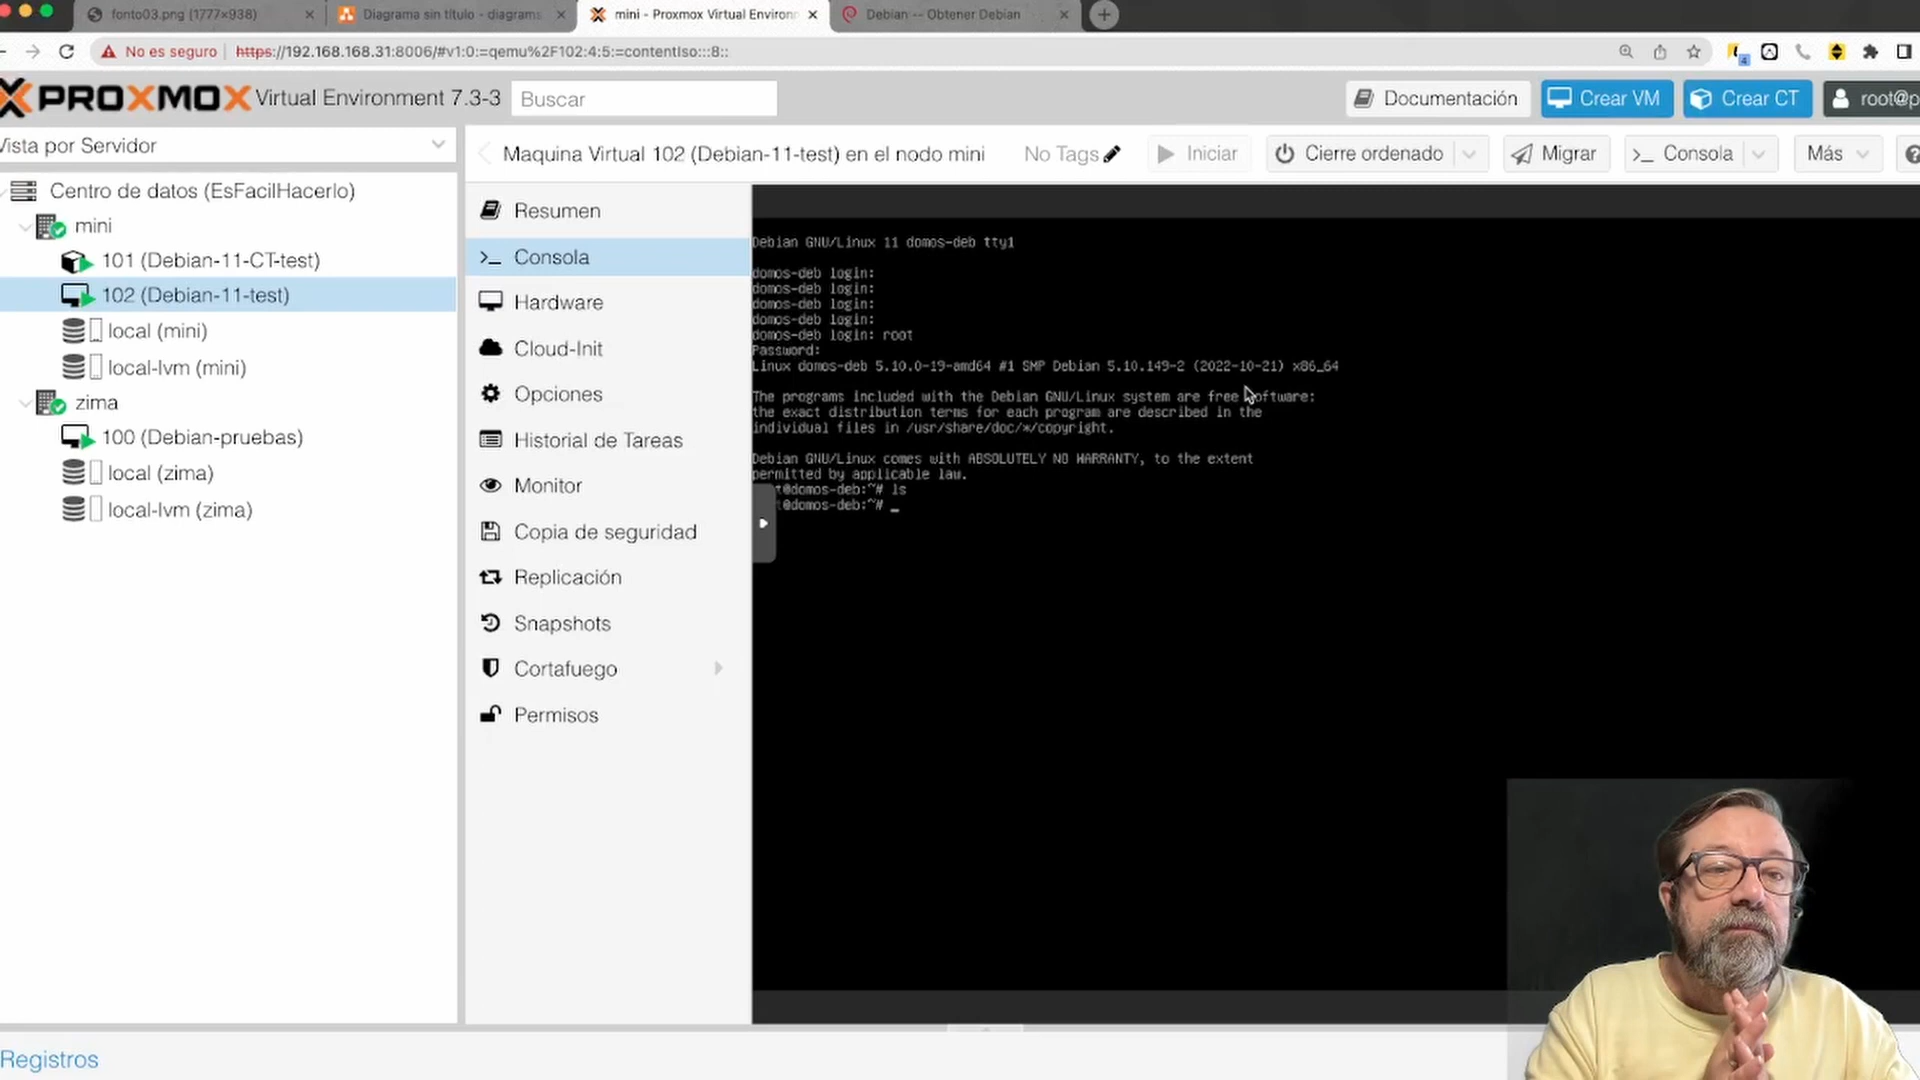 fonto03.png (1777×938)
Diagrama sin título - diagrams
mini - Proxmox Virtual Environ
Debian -- Obtener Debian
No es seguro
https://192.168.168.31:8006/#v1:0:=qemu%2F102:4:5:=contentIso:::8::
4
PROXMOX Virtual Environment 7.3-3
Buscar
Documentación
Crear VM
Crear CT
root@p
Vista por Servidor
Centro de datos (EsFacilHacerlo)
mini
101 (Debian-11-CT-test)
102 (Debian-11-test)
local (mini)
local-lvm (mini)
zima
100 (Debian-pruebas)
local (zima)
local-lvm (zima)
Maquina Virtual 102 (Debian-11-test) en el nodo mini
No Tags
Iniciar
Cierre ordenado
Migrar
Consola
Más
Resumen
Consola
Hardware
Cloud-Init
Opciones
Historial de Tareas
Monitor
Copia de seguridad
Replicación
Snapshots
Cortafuego
Permisos
Debian GNU/Linux 11 domos-deb tty1
domos-deb login:
domos-deb login:
domos-deb login:
domos-deb login:
domos-deb login: root
Password:
Linux domos-deb 5.10.0-19-amd64 #1 SMP Debian 5.10.149-2 (2022-10-21) x86_64
The programs included with the Debian GNU/Linux system are free software:
the exact distribution terms for each program are described in the
individual files in /usr/share/doc/*/copyright.
Debian GNU/Linux comes with ABSOLUTELY NO WARRANTY, to the extent
permitted by applicable law.
t@domos-deb:~# ls
t@domos-deb:~# _
Registros